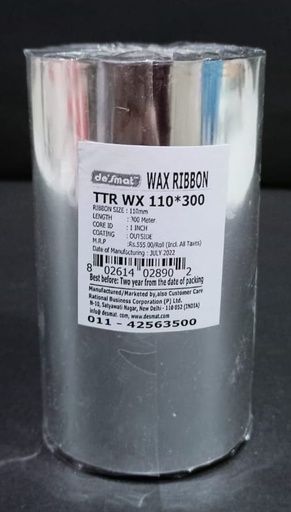 de'smat WAX RIBBON
TTR WX 110*300
RIBBON SIZE : 110mm
LENGTH : 300 Meter
CORE ID : 1 INCH
COATING : OUTSIDE
M.R.P :Rs.555.00/Roll (Incl. All Taxes)
Date of Manufacturing : JULY 2022
8 02614 02890 2
Best before: Two year from the date of packing
Manufactured/Marketed by,also Customer Care
Rational Business Corporation (P) Ltd.
N-10, Satyawati Nagar, New Delhi - 110 052 (INDIA)
info@ desmat. com, www.desmat.com
011 - 42563500